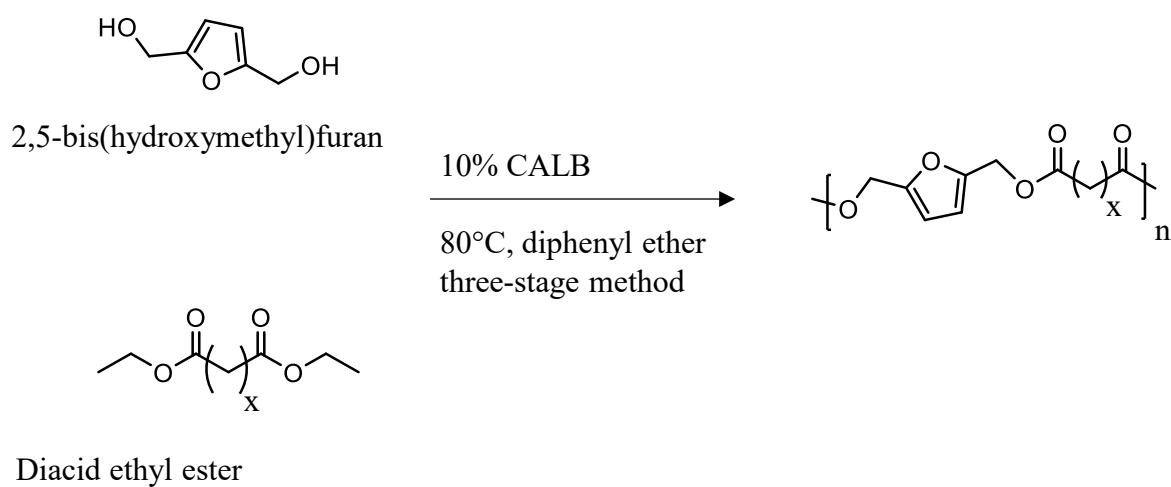 HO
O
OH
2,5-bis(hydroxymethyl)furan
10% CALB
80°C, diphenyl ether
three-stage method
O
O
O
O
O
O
x
n
O
O
O
O
x
Diacid ethyl ester